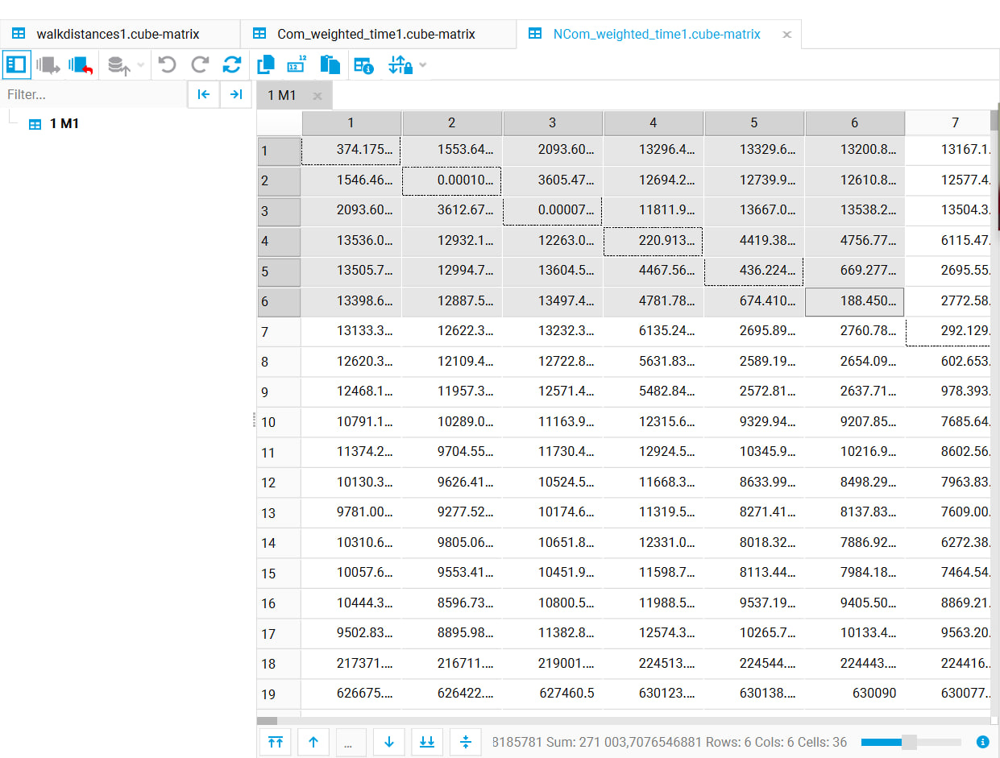 walkdistances1.cube-matrix Com_weighted_time1.cube-matrix NCom_weighted_time1.cube-matrix
Filter... 1 M1
1 M1
1 2 3 4 5 6 7
1 374.175... 1553.64... 2093.60... 13296.4... 13329.6... 13200.8... 13167.1.
2 1546.46... 0.00010... 3605.47... 12694.2... 12739.9... 12610.8... 12577.4.
3 2093.60... 3612.67... 0.00007... 11811.9... 13667.0... 13538.2... 13504.3.
4 13536.0... 12932.1... 12263.0... 220.913... 4419.38... 4756.77... 6115.47.
5 13505.7... 12994.7... 13604.5... 4467.56... 436.224... 669.277... 2695.55.
6 13398.6... 12887.5... 13497.4... 4781.78... 674.410... 188.450... 2772.58.
7 13133.3... 12622.3... 13232.3... 6135.24... 2695.89... 2760.78... 292.129.
8 12620.3... 12109.4... 12722.8... 5631.83... 2589.19... 2654.09... 602.653.
9 12468.1... 11957.3... 12571.4... 5482.84... 2572.81... 2637.71... 978.393.
10 10791.1... 10289.0... 11163.9... 12315.6... 9329.94... 9207.85... 7685.64.
11 11374.2... 9704.55... 11730.4... 12924.5... 10345.9... 10216.9... 8602.56.
12 10130.3... 9626.41... 10524.5... 11668.3... 8633.99... 8498.29... 7963.83.
13 9781.00... 9277.52... 10174.6... 11319.5... 8271.41... 8137.83... 7609.00.
14 10310.6... 9805.06... 10651.8... 12331.0... 8018.32... 7886.92... 6272.38.
15 10057.6... 9553.41... 10451.9... 11598.7... 8113.44... 7984.18... 7464.54.
16 10444.3... 8596.73... 10800.5... 11988.5... 9537.19... 9405.50... 8869.21.
17 9502.83... 8895.98... 11382.8... 12574.3... 10265.7... 10133.4... 9563.20.
18 217371.... 216711.... 219001.... 224513.... 224544.... 224443.... 224416..
19 626675.... 626422.... 627460.5 630123.... 630138.... 630090 630077..
... 8185781 Sum: 271 003,7076546881 Rows: 6 Cols: 6 Cells: 36